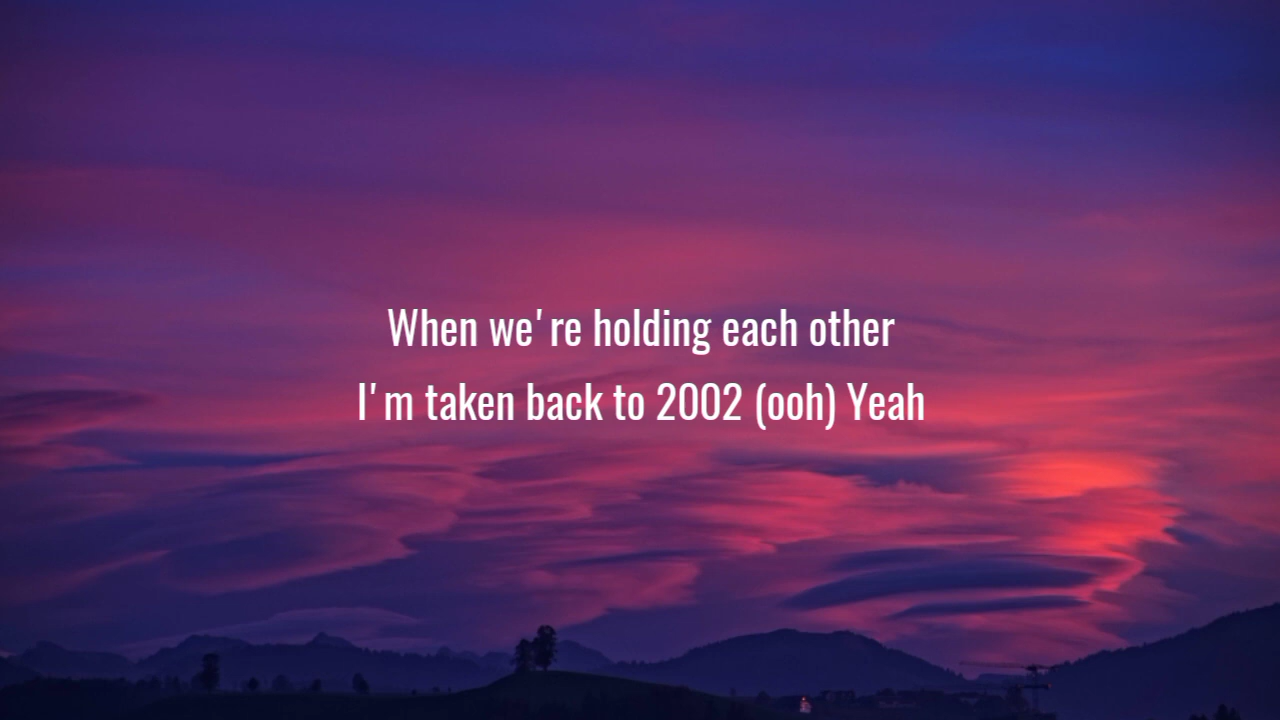 When we're holding each other
I'm taken back to 2002 (ooh) Yeah